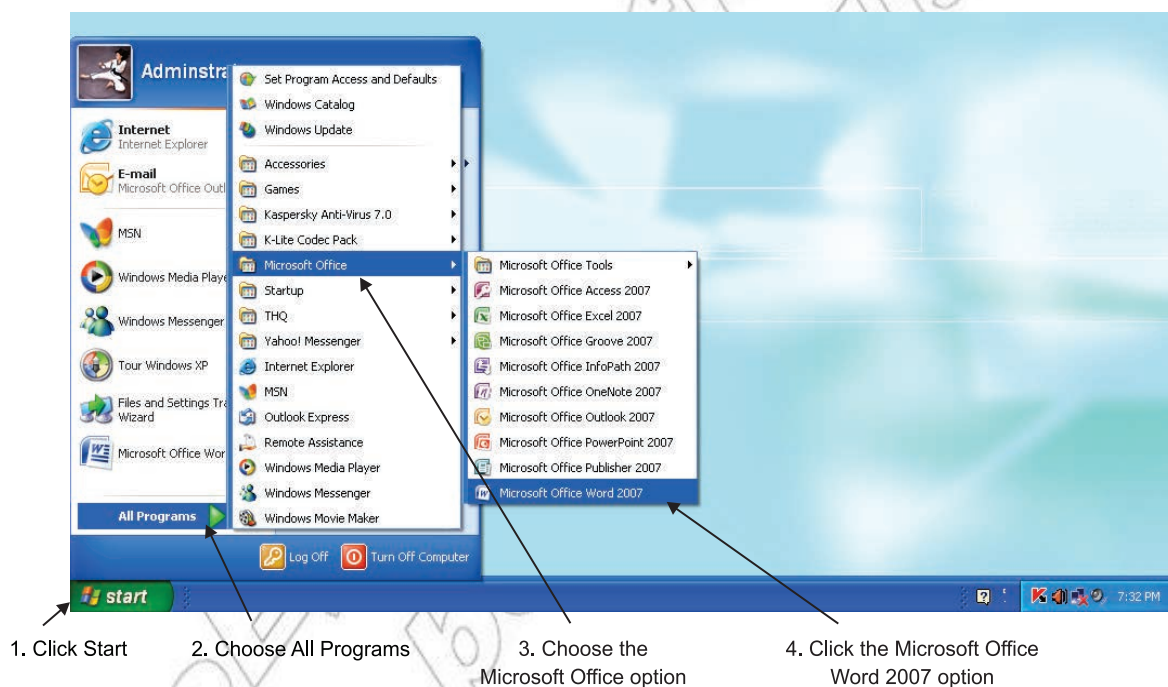 Adminstra
Internet
Internet Explorer
E-mail
Microsoft Office Outl
MSN
Windows Media Playe
Windows Messenger
Tour Windows XP
Files and Settings Tra
Wizard
Microsoft Office Wor
All Programs
Set Program Access and Defaults
Windows Catalog
Windows Update
Accessories
Games
Kaspersky Anti-Virus 7.0
K-Lite Codec Pack
Microsoft Office
Startup
THQ
Yahoo! Messenger
Internet Explorer
MSN
Outlook Express
Remote Assistance
Windows Media Player
Windows Messenger
Windows Movie Maker
Microsoft Office Tools
Microsoft Office Access 2007
Microsoft Office Excel 2007
Microsoft Office Groove 2007
Microsoft Office InfoPath 2007
Microsoft Office OneNote 2007
Microsoft Office Outlook 2007
Microsoft Office PowerPoint 2007
Microsoft Office Publisher 2007
Microsoft Office Word 2007
Log Off
Turn Off Computer
start
7:32 PM
1. Click Start
2. Choose All Programs
3. Choose the
Microsoft Office option
4. Click the Microsoft Office
Word 2007 option